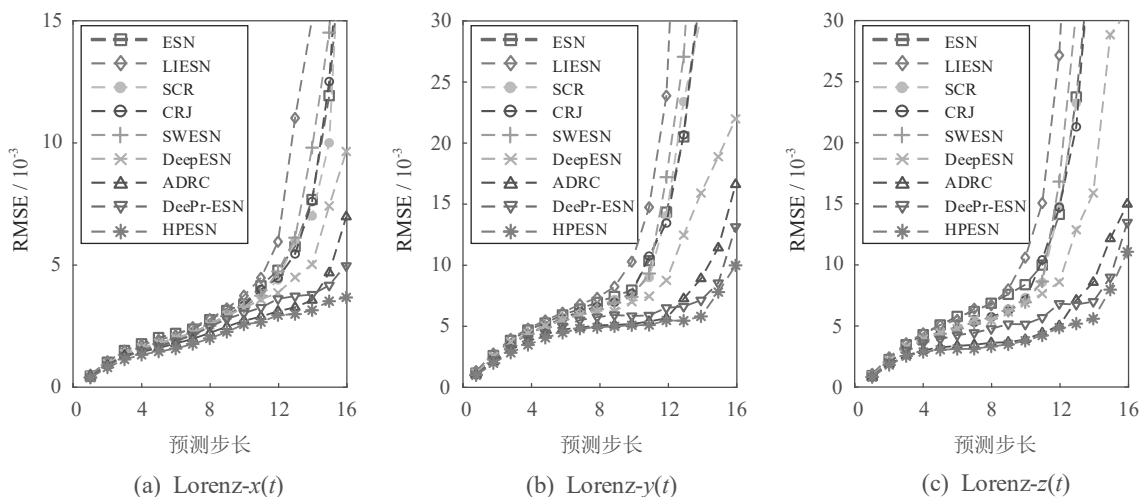 RMSE / 10⁻³
15
10
5
0
0
4
8
12
16
ESN
LIESN
SCR
CRJ
SWESN
DeepESN
ADRC
DeePr-ESN
HPESN
预测步长
(a) Lorenz-x(t)
RMSE / 10⁻³
30
25
20
15
10
5
0
0
4
8
12
16
ESN
LIESN
SCR
CRJ
SWESN
DeepESN
ADRC
DeePr-ESN
HPESN
预测步长
(b) Lorenz-y(t)
RMSE / 10⁻³
30
25
20
15
10
5
0
0
4
8
12
16
ESN
LIESN
SCR
CRJ
SWESN
DeepESN
ADRC
DeePr-ESN
HPESN
预测步长
(c) Lorenz-z(t)